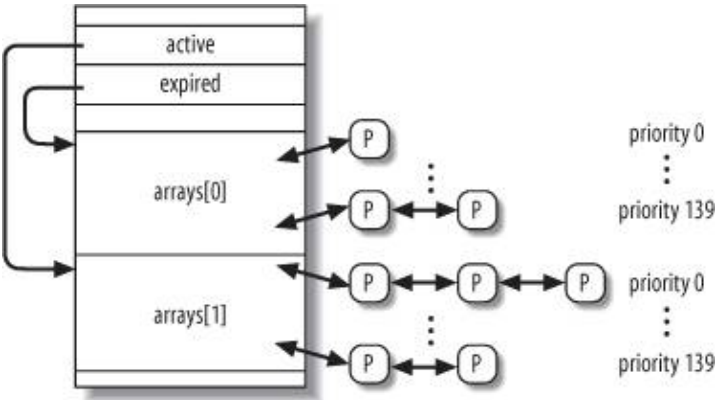 active
expired
P priority 0
arrays[0]
P P priority 139
P P P priority 0
arrays[1]
P P priority 139